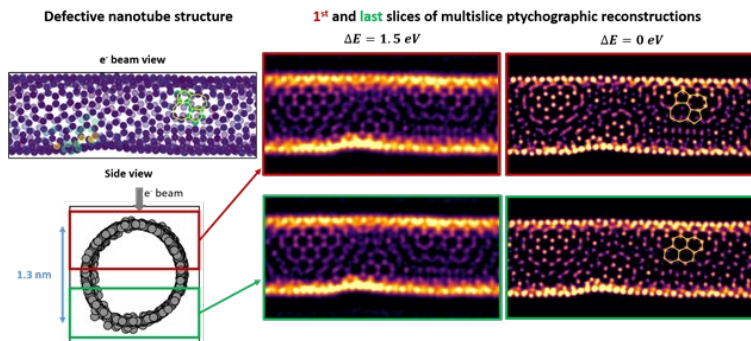 Defective nanotube structure
1st and last slices of multislice ptychographic reconstructions
ΔE = 1.5 eV
ΔE = 0 eV
e- beam view
Side view
e- beam
1.3 nm